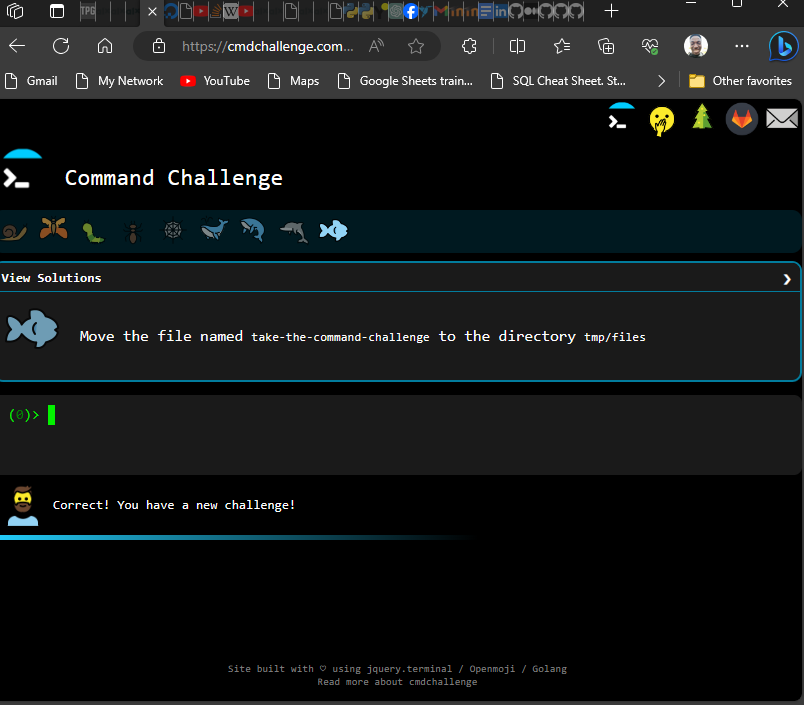 https://cmdchallenge.com...
Gmail My Network YouTube Maps Google Sheets train... SQL Cheat Sheet. St... Other favorites
Command Challenge
View Solutions
Move the file named take-the-command-challenge to the directory tmp/files
(0)>
Correct! You have a new challenge!
Site built with ♡ using jquery.terminal / Openmoji / Golang
Read more about cmdchallenge